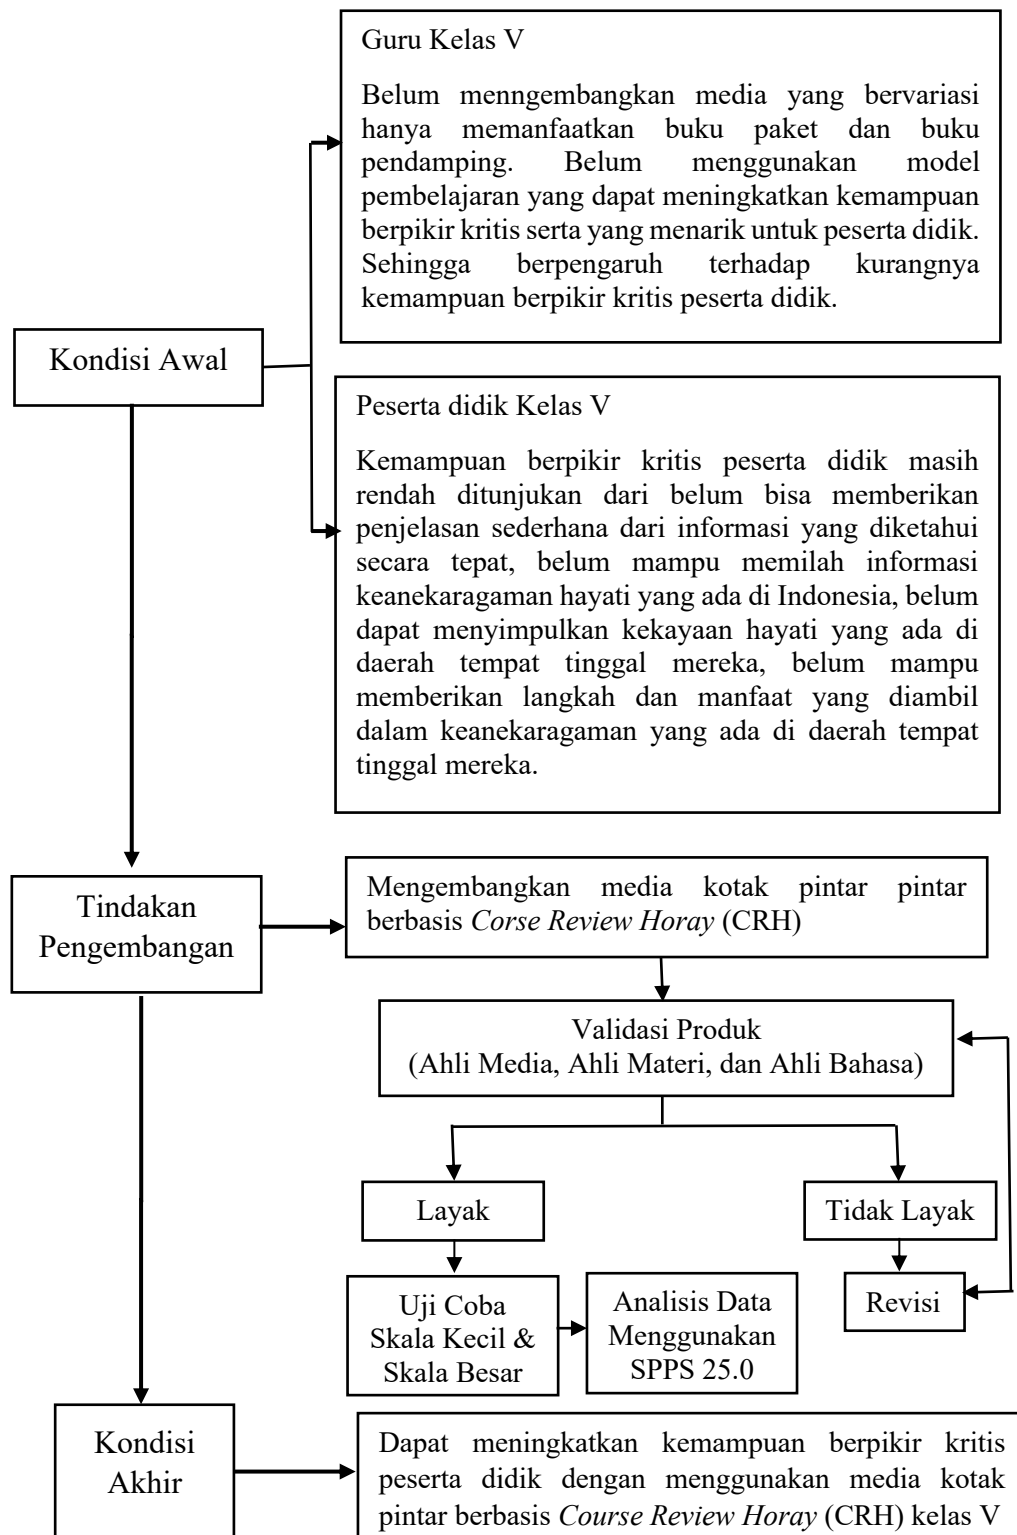 Guru Kelas V
Belum menngembangkan media yang bervariasi
hanya memanfaatkan buku paket dan buku
pendamping. Belum menggunakan model
pembelajaran yang dapat meningkatkan kemampuan
berpikir kritis serta yang menarik untuk peserta didik.
Sehingga berpengaruh terhadap kurangnya
kemampuan berpikir kritis peserta didik.
Kondisi Awal
Peserta didik Kelas V
Kemampuan berpikir kritis peserta didik masih
rendah ditunjukan dari belum bisa memberikan
penjelasan sederhana dari informasi yang diketahui
secara tepat, belum mampu memilah informasi
keanekaragaman hayati yang ada di Indonesia, belum
dapat menyimpulkan kekayaan hayati yang ada di
daerah tempat tinggal mereka, belum mampu
memberikan langkah dan manfaat yang diambil
dalam keanekaragaman yang ada di daerah tempat
tinggal mereka.
Tindakan
Pengembangan
Mengembangkan media kotak pintar pintar
berbasis Corse Review Horay (CRH)
Validasi Produk
(Ahli Media, Ahli Materi, dan Ahli Bahasa)
Layak
Tidak Layak
Uji Coba
Skala Kecil &
Skala Besar
Analisis Data
Menggunakan
SPPS 25.0
Revisi
Kondisi
Akhir
Dapat meningkatkan kemampuan berpikir kritis
peserta didik dengan menggunakan media kotak
pintar berbasis Course Review Horay (CRH) kelas V